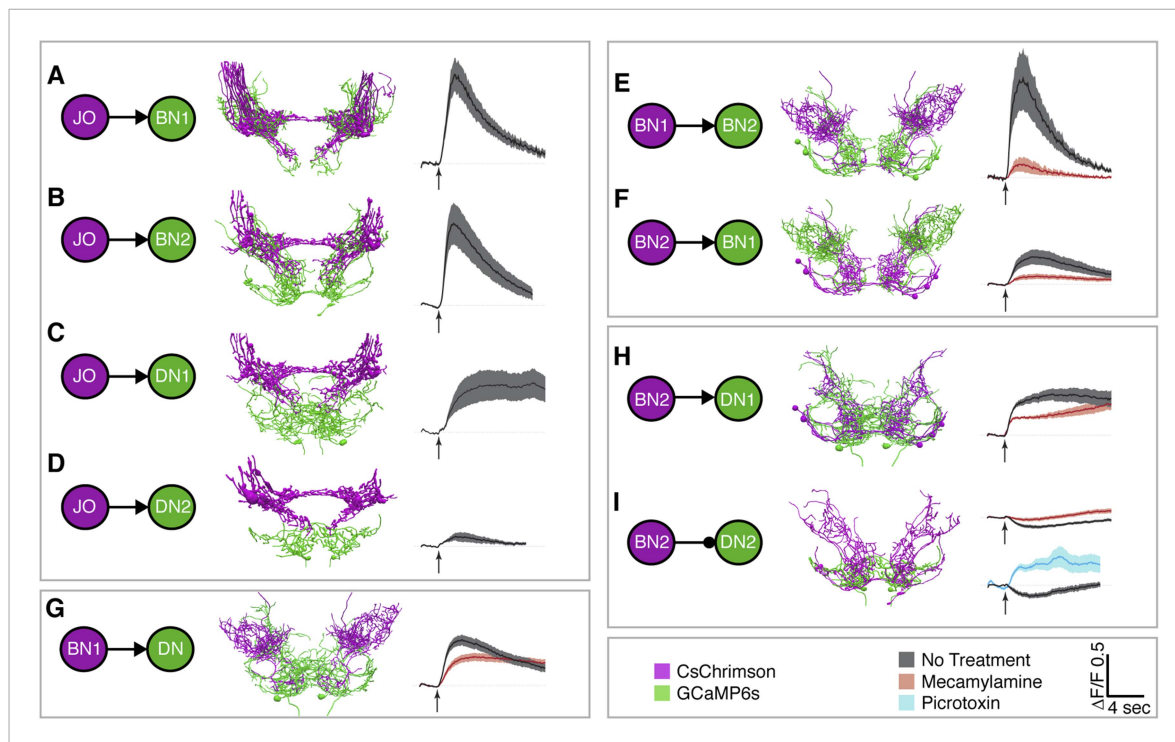 A
JO
BN1
B
JO
BN2
C
JO
DN1
D
JO
DN2
G
BN1
DN
E
BN1
BN2
F
BN2
BN1
H
BN2
DN1
I
BN2
DN2
CsChrimson
GCaMP6s
No Treatment
Mecamylamine
Picrotoxin
ΔF/F 0.5
4 sec